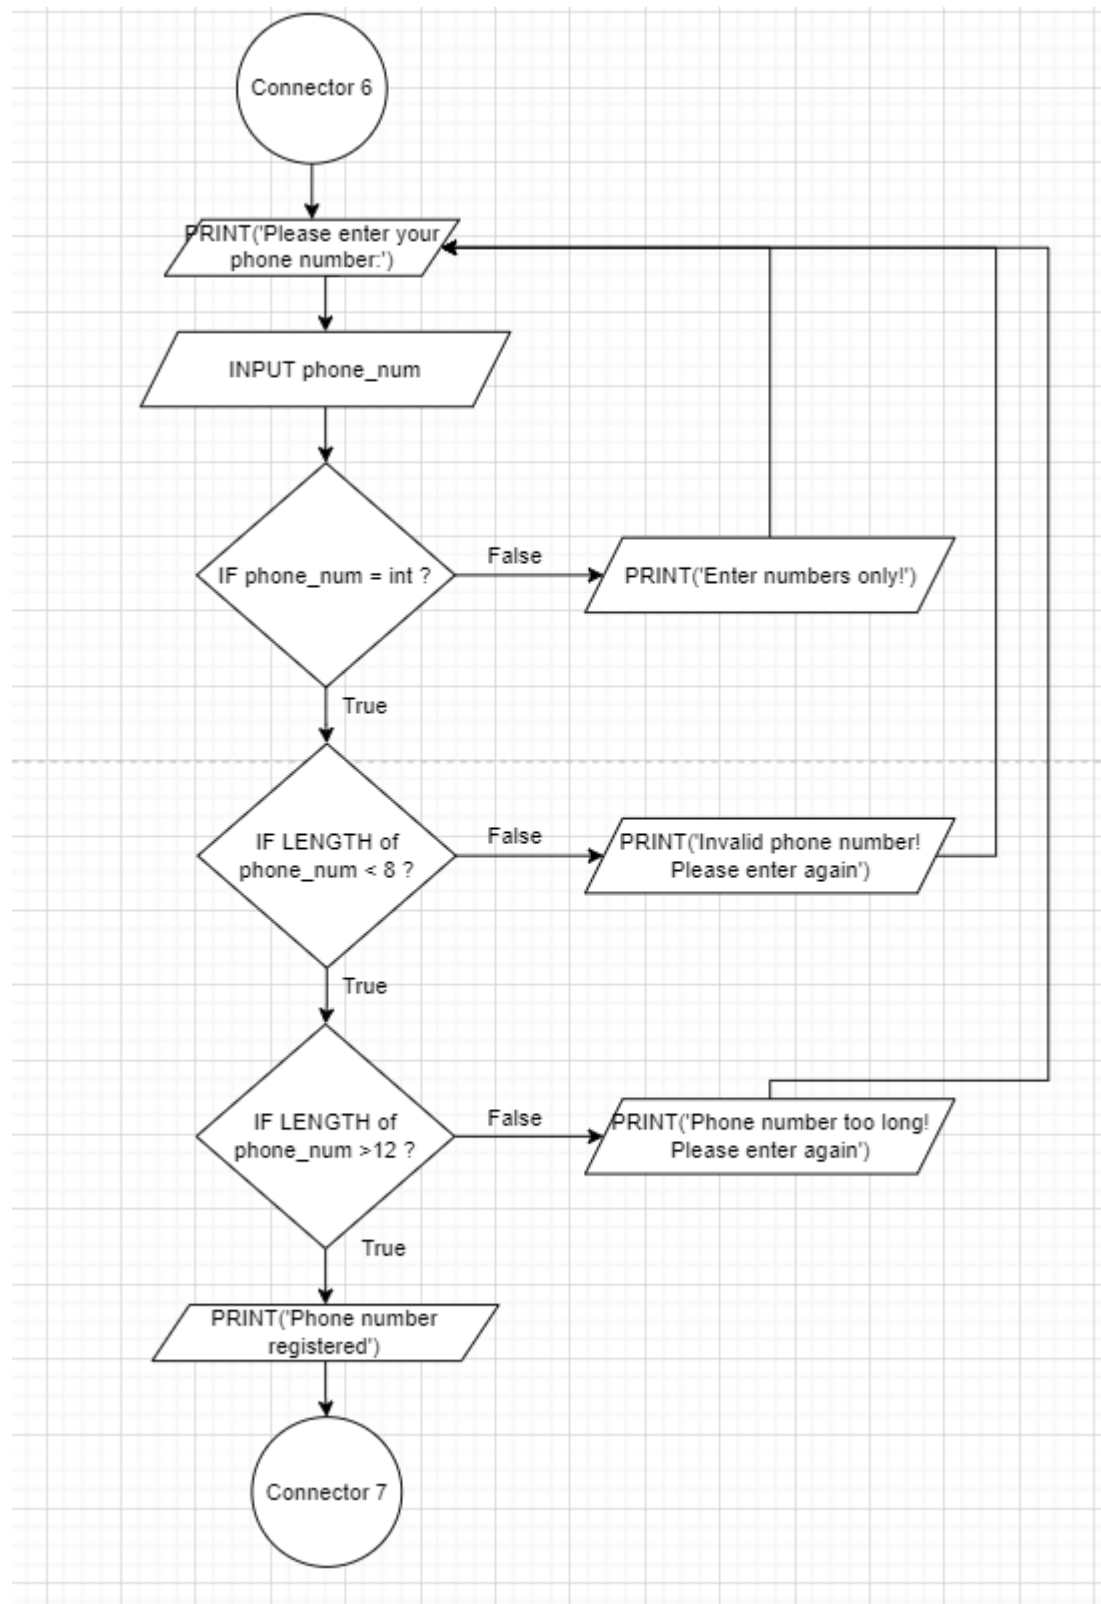 Connector 6
PRINT('Please enter your
phone number:')
INPUT phone_num
IF phone_num = int ?
False
PRINT('Enter numbers only!')
True
IF LENGTH of
phone_num < 8 ?
False
PRINT('Invalid phone number!
Please enter again')
True
IF LENGTH of
phone_num >12 ?
False
PRINT('Phone number too long!
Please enter again')
True
PRINT('Phone number
registered')
Connector 7